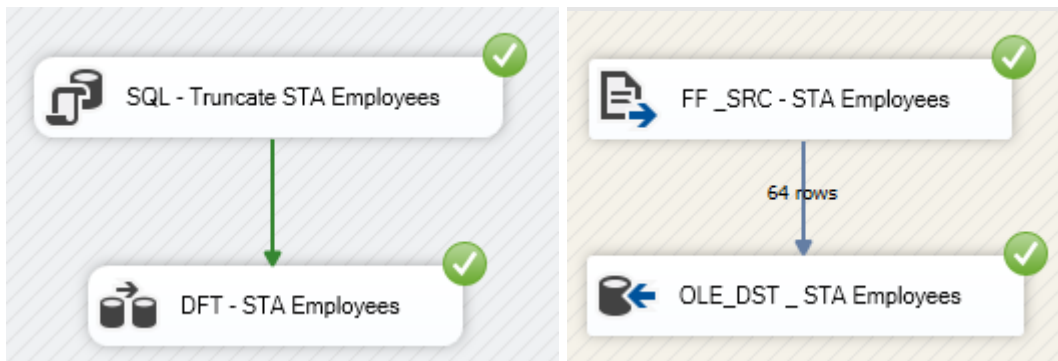 SQL - Truncate STA Employees
DFT - STA Employees
FF _SRC - STA Employees
64 rows
OLE_DST _ STA Employees